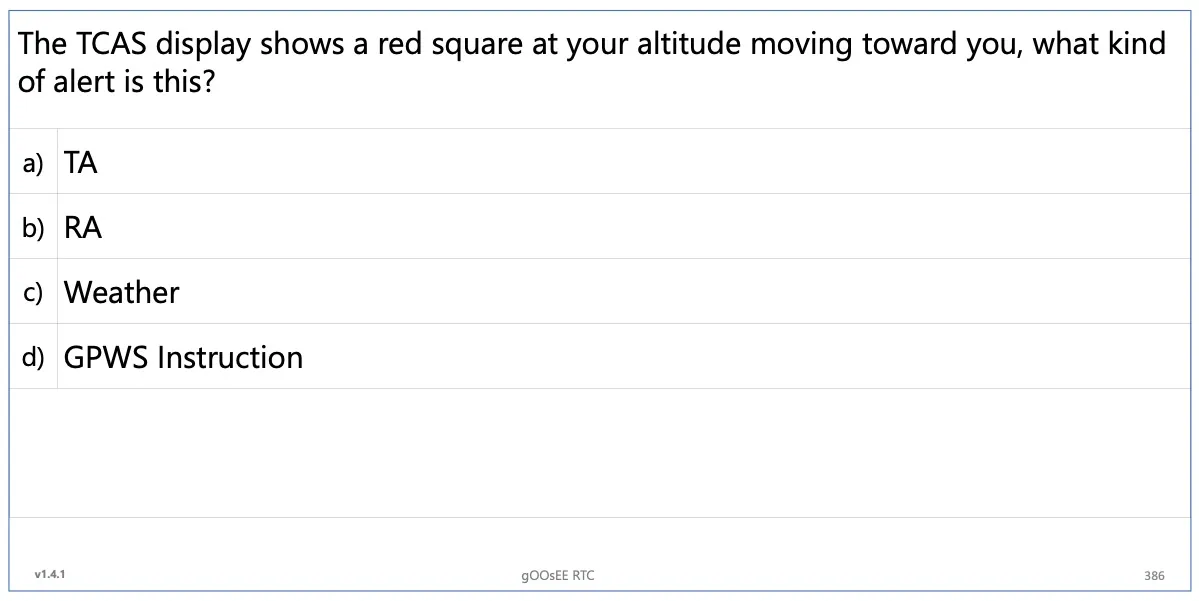 The TCAS display shows a red square at your altitude moving toward you, what kind
of alert is this?
a) TA
b) RA
c) Weather
d) GPWS Instruction
v1.4.1 gOOsEE RTC 386